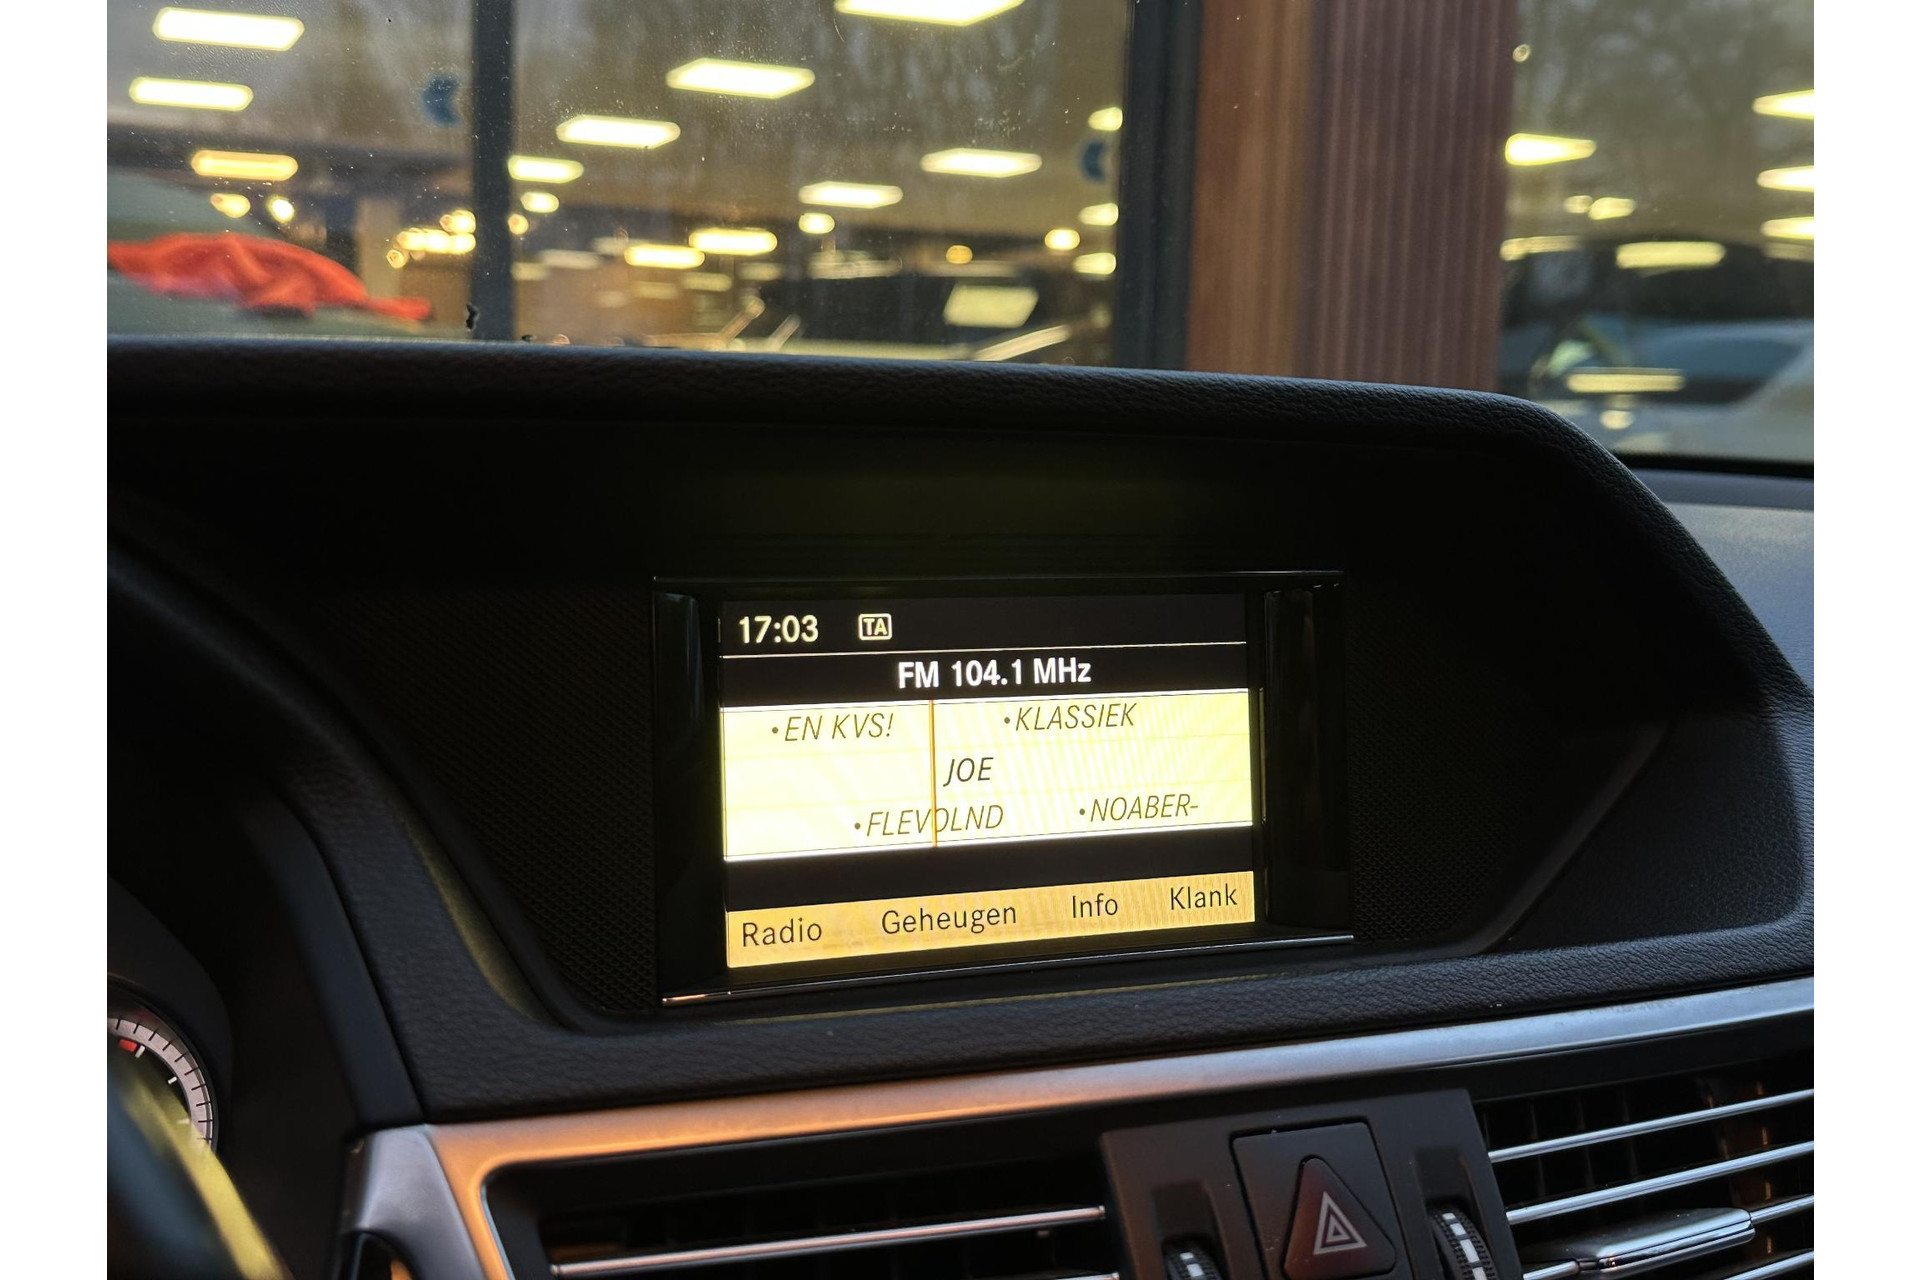 17:03 TA
FM 104.1 MHz
•EN KVS! •KLASSIEK
JOE
•FLEVOLND •NOABER-
Radio Geheugen Info Klank